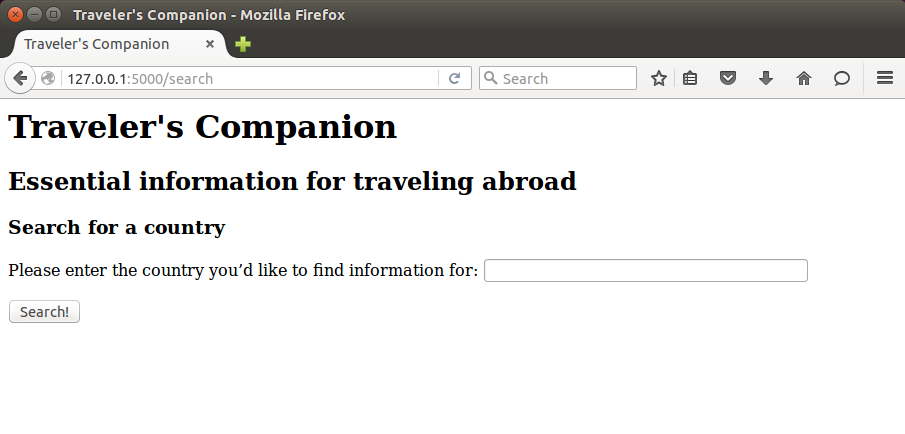 Traveler's Companion - Mozilla Firefox
Traveler's Companion
127.0.0.1:5000/search
Search
Traveler's Companion
Essential information for traveling abroad
Search for a country
Please enter the country you’d like to find information for:
Search!